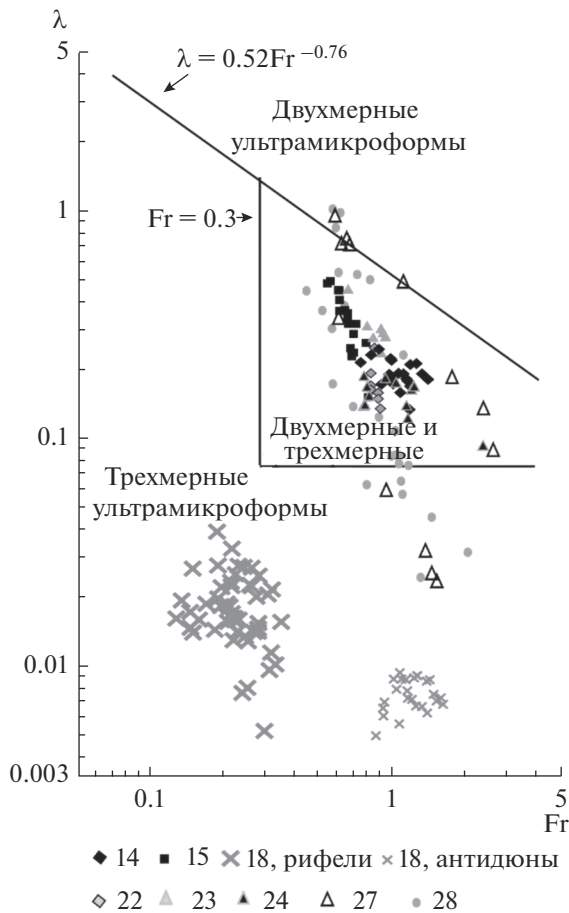 λ
5
λ = 0.52Fr –0.76
Двухмерные
ультрамикроформы
1
Fr = 0.3
0.1
Двухмерные и
трехмерные
Трехмерные
ультрамикроформы
0.01
0.003
0.1
1
5
Fr
14
15
18, рифели
18, антидюны
22
23
24
27
28